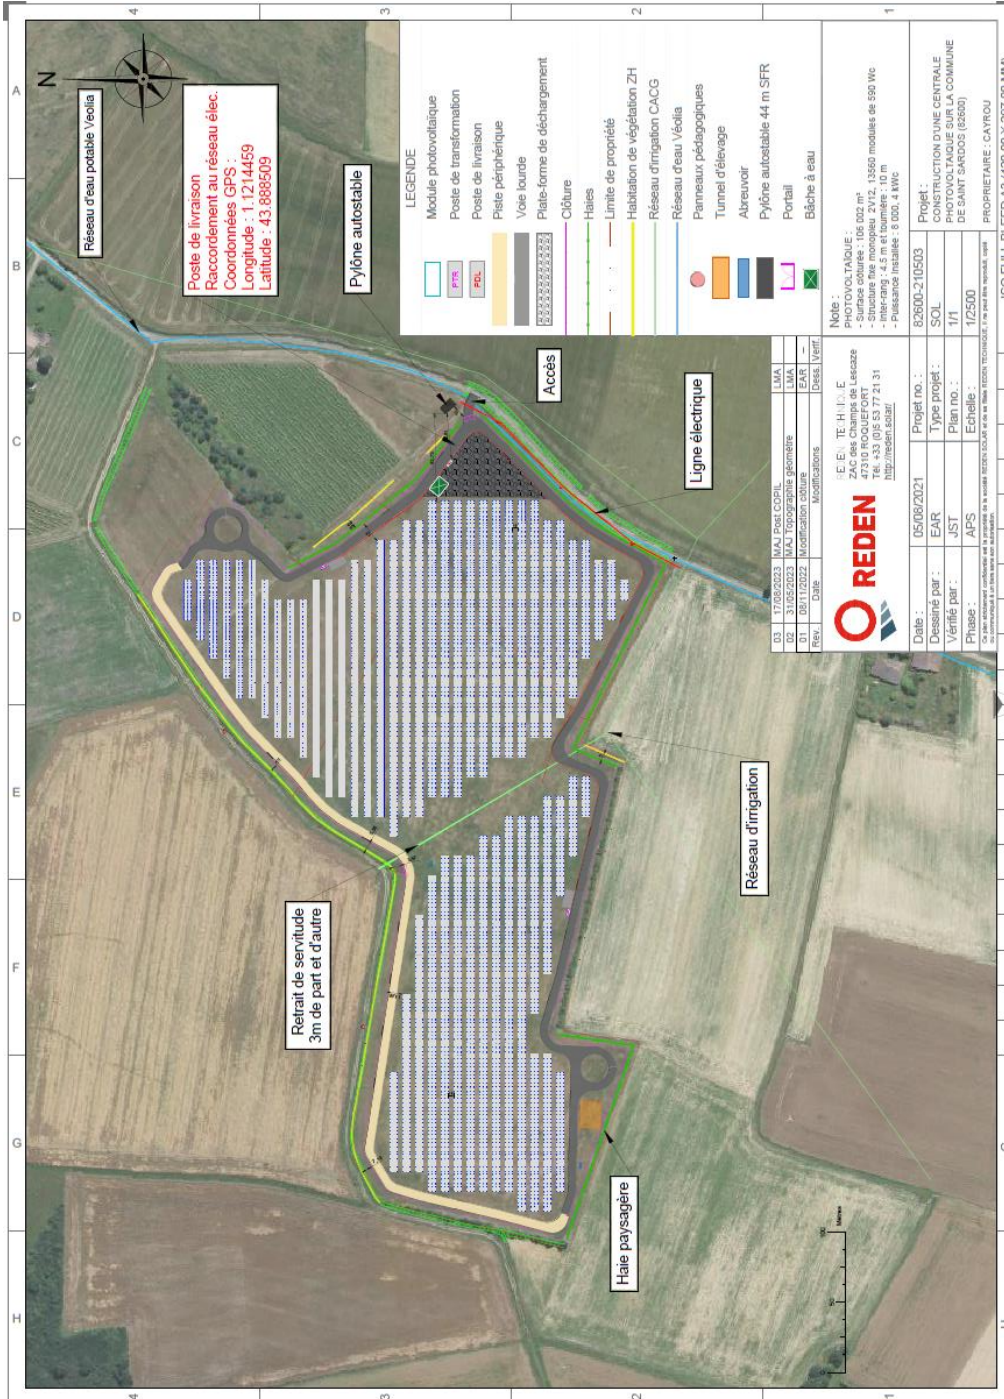 N
Réseau d'eau potable Veolia
Poste de livraison
Raccordement au réseau élec.
Coordonnées GPS :
Longitude : 1.1214459
Latitude : 43.888509
Pylône autostable
Accès
Ligne électrique
Réseau d'irrigation
Retrait de servitude
3m de part et d'autre
Haie paysagère
LEGENDE
Module photovoltaïque
PTR
Poste de transformation
PDL
Poste de livraison
Piste périphérique
Voie lourde
Plate-forme de déchargement
Clôture
Haies
Limite de propriété
Habitation de végétation ZH
Réseau d'irrigation CACG
Réseau d'eau Véolia
Panneaux pédagogiques
Tunnel d'élevage
Abreuvoir
Pylône autostable 44 m SFR
Portail
Bâche à eau
Note :
PHOTOVOLTAÏQUE :
- Surface clôturée : 106 002 m²
- Structure fixe monopieu 2V12, 13560 modules de 590 Wc
- Inter-rang : 4.5 m et tournière : 10 m
- Puissance installée : 8 000, 4 kWc
03 17/08/2023 MAJ Post COPIL LMA
02 31/05/2023 MAJ Topographie géomètre LMA
01 08/11/2022 Modification clôture EAR –
Rev. Date Modifications Dess. Verif.
REDEN
REDEN TECHNIQUE
ZAC des Champs de Lescaze
47310 ROQUEFORT
Tél. +33 (0)5 53 77 21 31
http://reden.solar/
Date : 05/08/2021
Projet no. : 82600-210503
Dessiné par : EAR
Type projet : SOL
Vérifié par : JST
Plan no. : 1/1
Phase : APS
Echelle : 1/2500
Projet :
CONSTRUCTION D'UNE CENTRALE
PHOTOVOLTAIQUE SUR LA COMMUNE
DE SAINT SARDOS (82600)
PROPRIETAIRE : CAYROU
0 50 100
Mètres
A
B
C
D
E
F
G
H
4
3
2
1